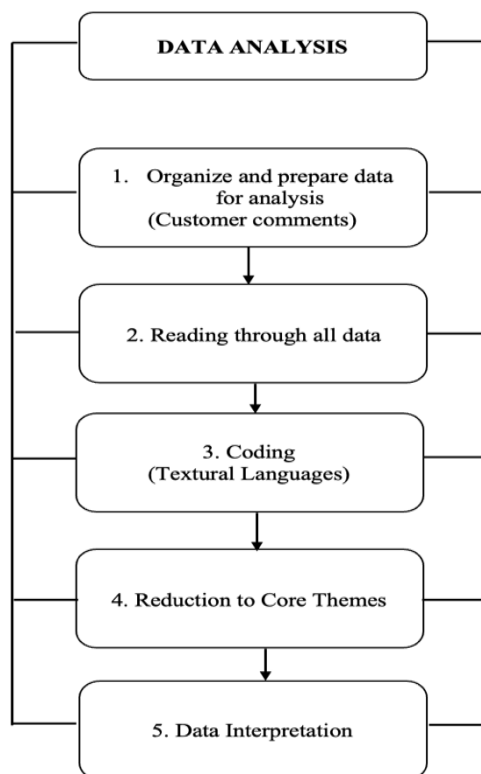 DATA ANALYSIS
1. Organize and prepare data
for analysis
(Customer comments)
2. Reading through all data
3. Coding
(Textural Languages)
4. Reduction to Core Themes
5. Data Interpretation